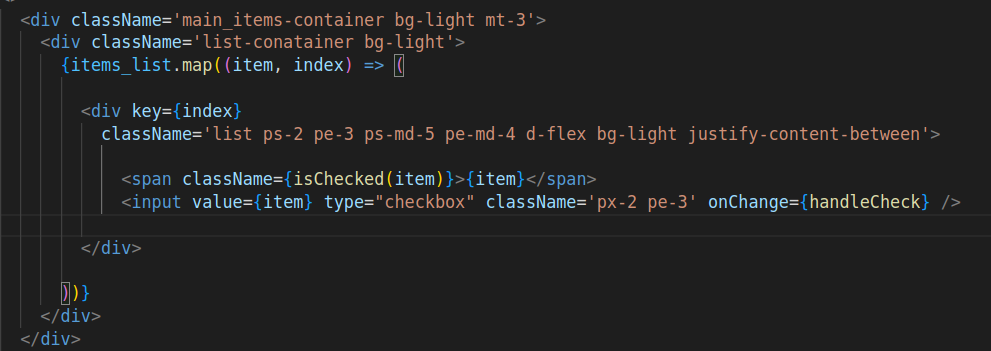 <div className='main_items-container bg-light mt-3'>
<div className='list-conatainer bg-light'>
{items_list.map((item, index) => (
<div key={index}
className='list ps-2 pe-3 ps-md-5 pe-md-4 d-flex bg-light justify-content-between'>
<span className={isChecked(item)}>{item}</span>
<input value={item} type="checkbox" className='px-2 pe-3' onChange={handleCheck} />
</div>
))}
</div>
</div>